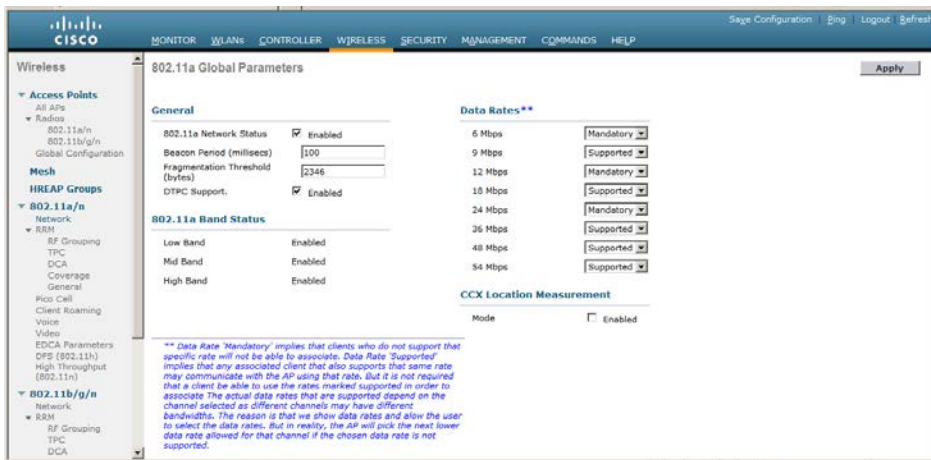 Save Configuration | Ping | Logout | Refresh
CISCO
MONITOR WLANs CONTROLLER WIRELESS SECURITY MANAGEMENT COMMANDS HELP
Wireless
Access Points
All APs
Radios
802.11a/n
802.11b/g/n
Global Configuration
Mesh
HREAP Groups
802.11a/n
Network
RRM
RF Grouping
TPC
DCA
Coverage
General
Pico Cell
Client Roaming
Voice
Video
EDCA Parameters
DFS (802.11h)
High Throughput
(802.11n)
802.11b/g/n
Network
RRM
RF Grouping
TPC
DCA
802.11a Global Parameters
Apply
General
802.11a Network Status Enabled
Beacon Period (millisecs) 100
Fragmentation Threshold
(bytes) 2346
DTPC Support. Enabled
802.11a Band Status
Low Band Enabled
Mid Band Enabled
High Band Enabled
Data Rates**
6 Mbps Mandatory
9 Mbps Supported
12 Mbps Mandatory
18 Mbps Supported
24 Mbps Mandatory
36 Mbps Supported
48 Mbps Supported
54 Mbps Supported
CCX Location Measurement
Mode Enabled
** Data Rate 'Mandatory' implies that clients who do not support that
specific rate will not be able to associate. Data Rate 'Supported'
implies that any associated client that also supports that same rate
may communicate with the AP using that rate. But it is not required
that a client be able to use the rates marked supported in order to
associate The actual data rates that are supported depend on the
channel selected as different channels may have different
bandwidths. The reason is that we show data rates and alow the user
to select the data rates. But in reality, the AP will pick the next lower
data rate allowed for that channel if the chosen data rate is not
supported.